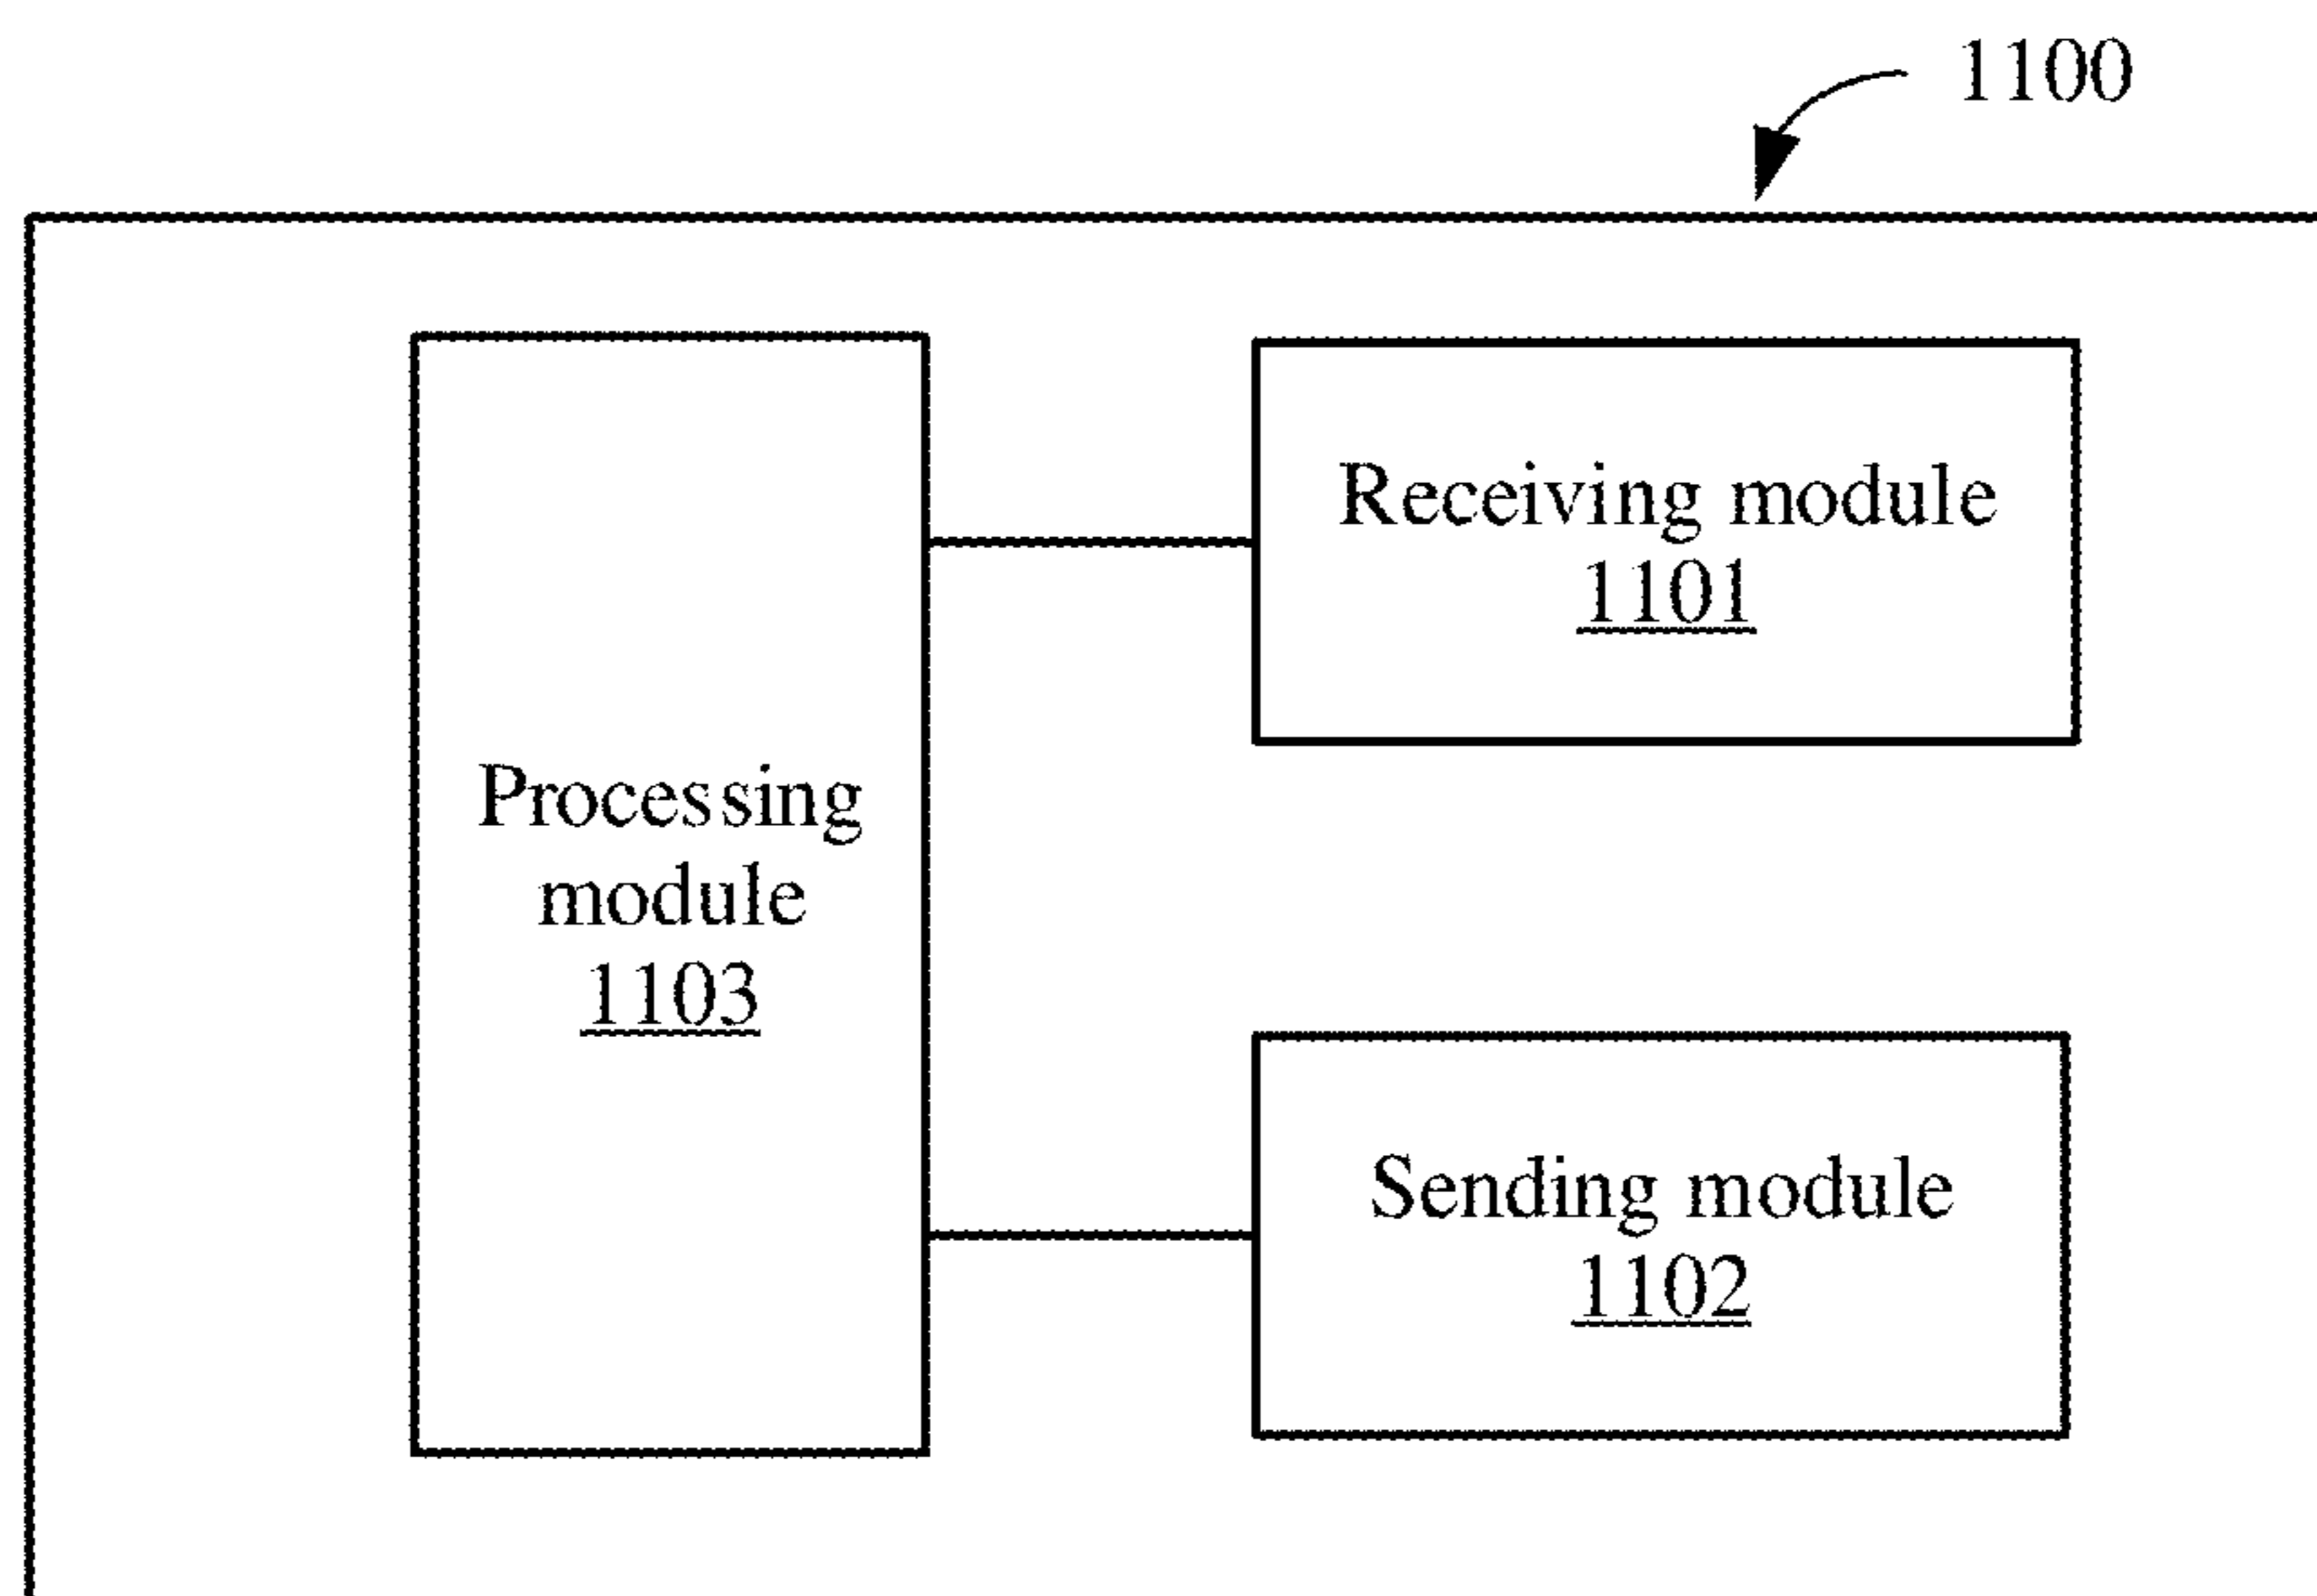 1100
Receiving module
1101
Processing
module
1103
Sending module
1102